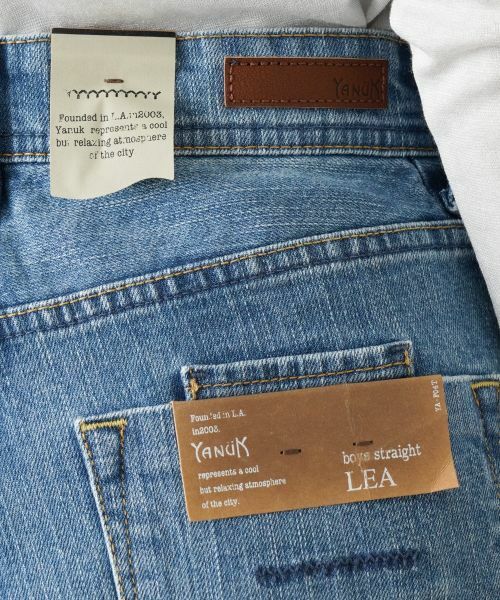 Founded in L.A.in2003,
Yanuk represents a cool
but relaxing atmosphere
of the city
YANUK
Founded in L.A.
in2003.
YANUK
represents a cool
but relaxing atmosphere
of the city.
boys straight
LEA